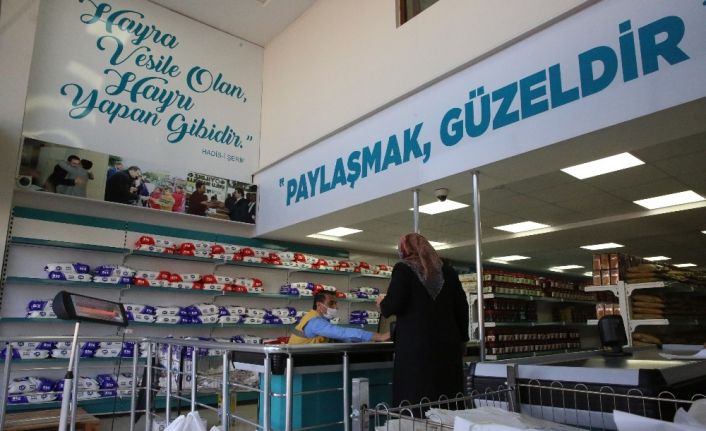 Hayra
Vesile Olan,
Hayrı
Yapan Gibidir."
HADİS-İ ŞERİF
"PAYLAŞMAK, GÜZELDİR"